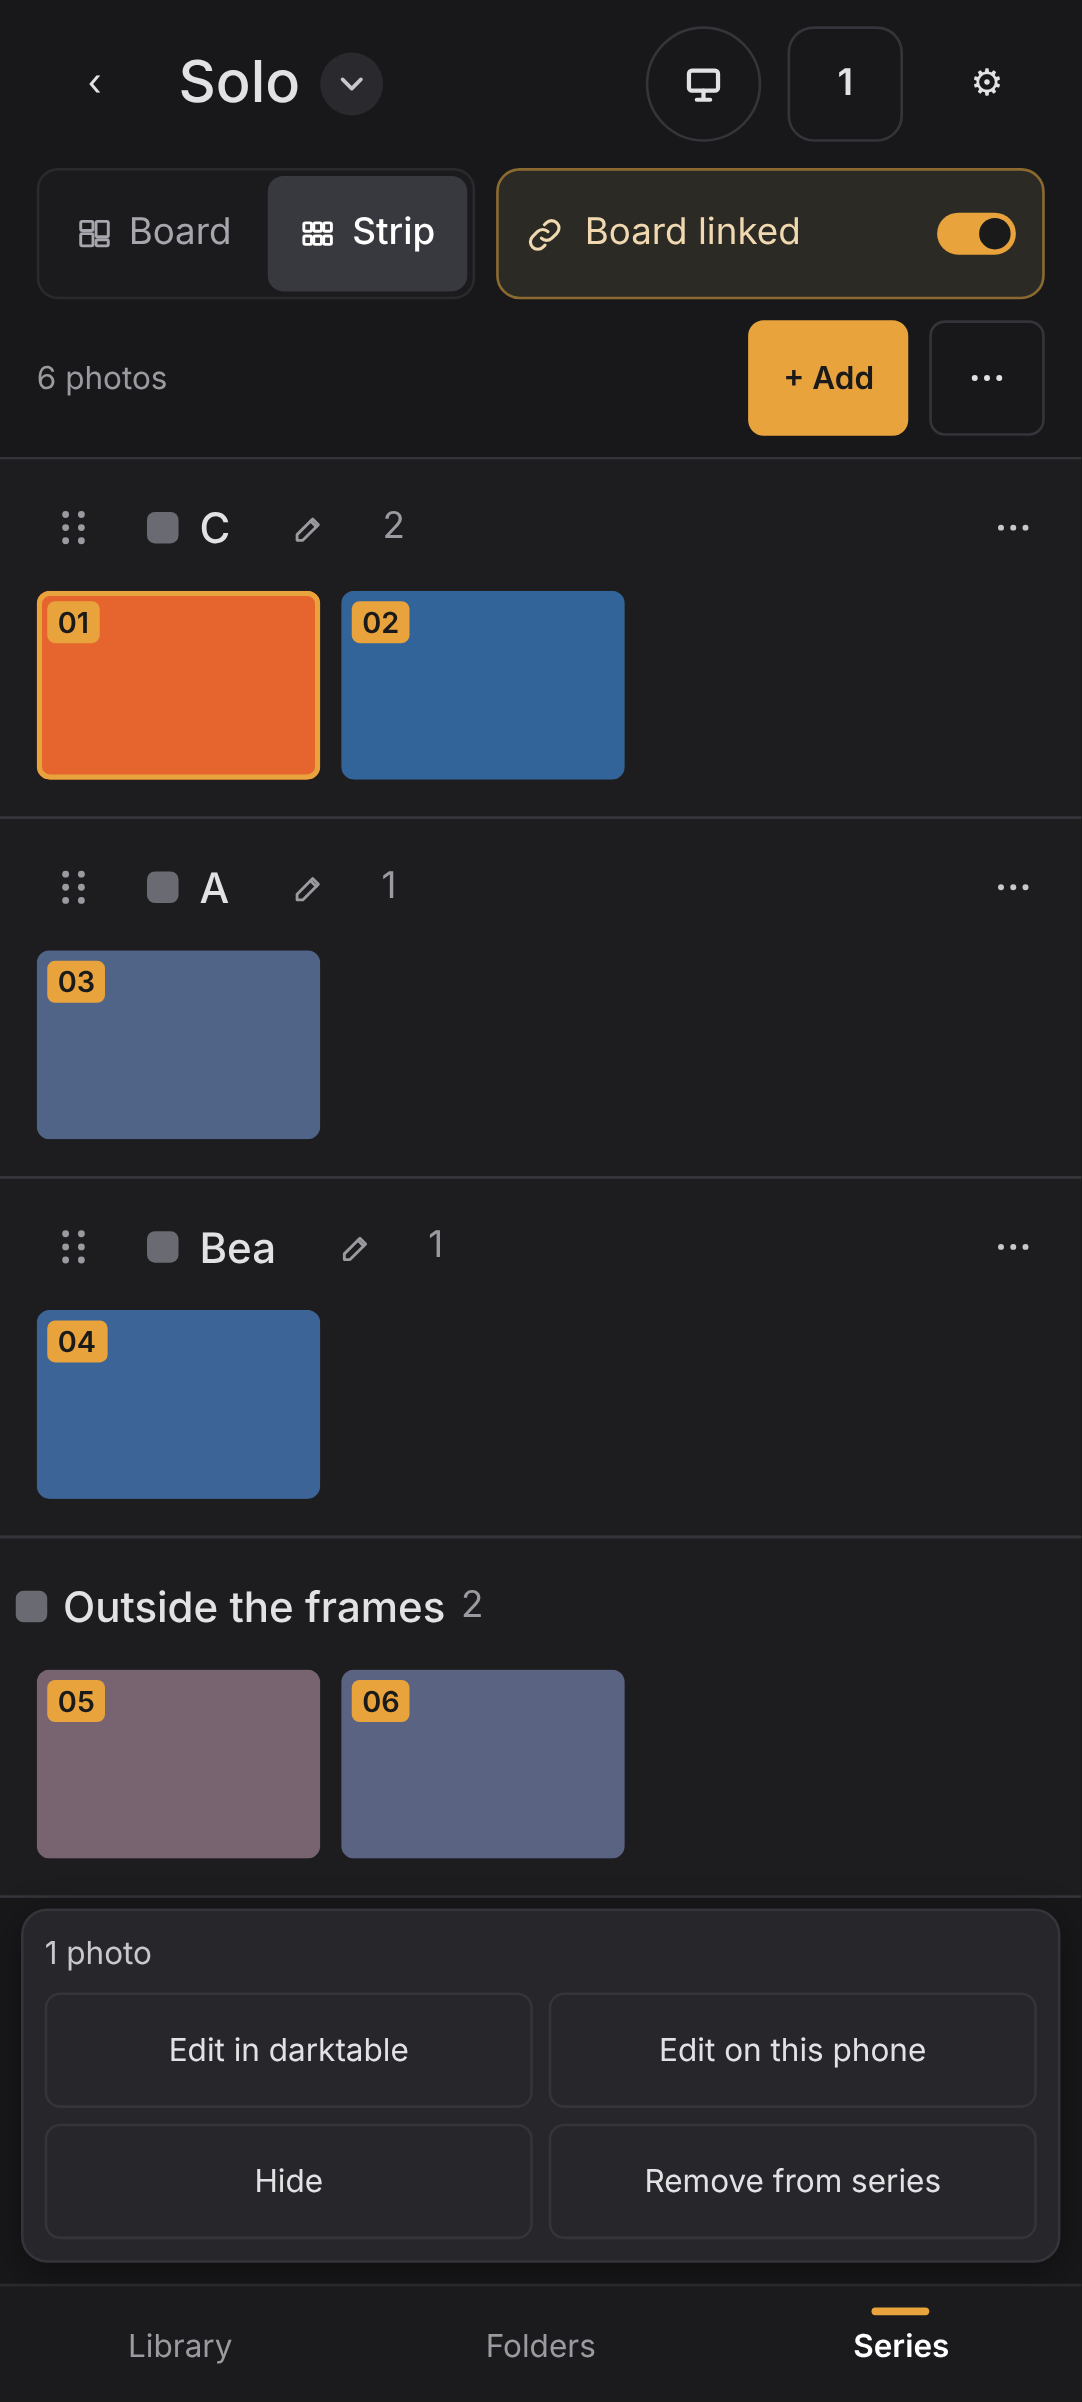 ‹ Solo 1
Board Strip Board linked
6 photos + Add ...
C 2 ...
01 02
A 1 ...
03
Bea 1 ...
04
Outside the frames 2
05 06
1 photo
Edit in darktable Edit on this phone
Hide Remove from series
Library Folders Series